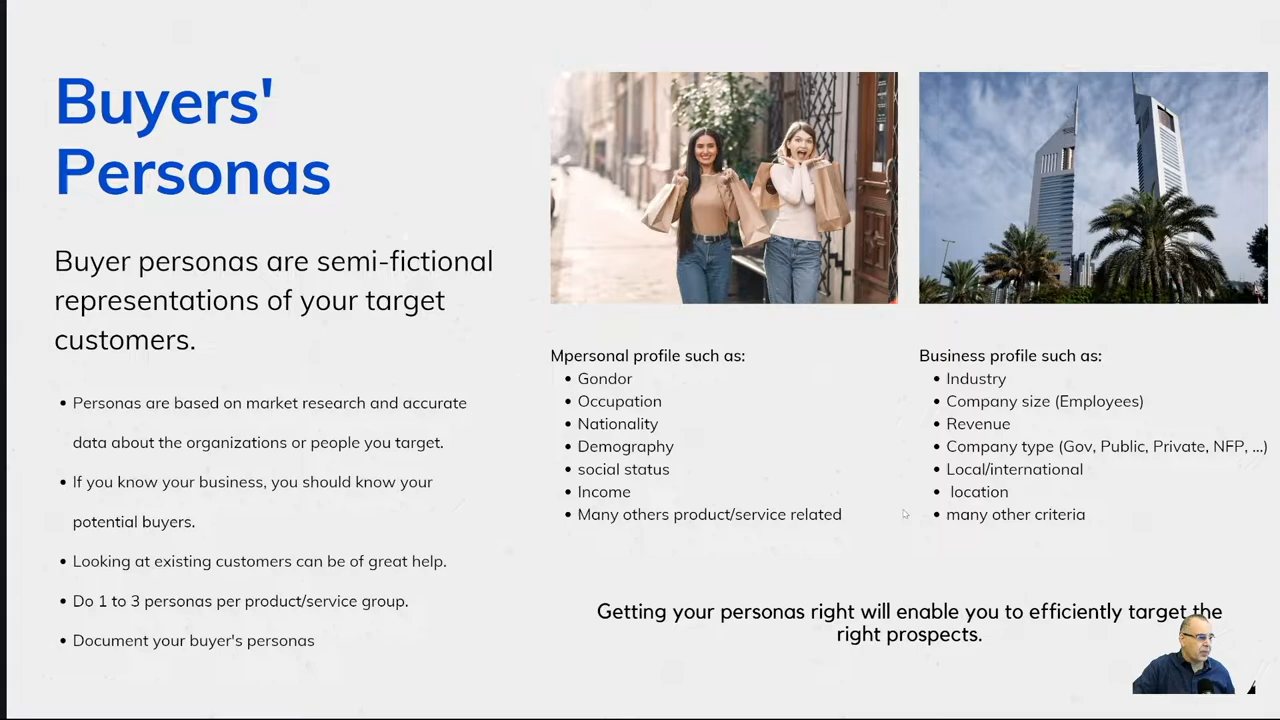 Buyers'
Personas
Buyer personas are semi-fictional
representations of your target
customers.
• Personas are based on market research and accurate
data about the organizations or people you target.
• If you know your business, you should know your
potential buyers.
• Looking at existing customers can be of great help.
• Do 1 to 3 personas per product/service group.
• Document your buyer's personas
Mpersonal profile such as:
• Gondor
• Occupation
• Nationality
• Demography
• social status
• Income
• Many others product/service related
Business profile such as:
• Industry
• Company size (Employees)
• Revenue
• Company type (Gov, Public, Private, NFP, ...)
• Local/international
• location
• many other criteria
Getting your personas right will enable you to efficiently target the
right prospects.